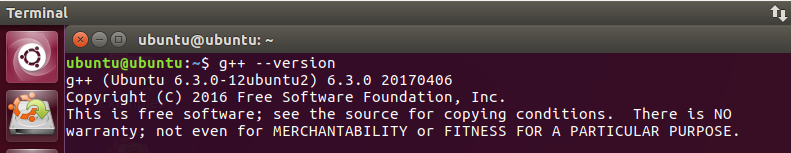 Terminal
ubuntu@ubuntu: ~
ubuntu@ubuntu:~$ g++ --version
g++ (Ubuntu 6.3.0-12ubuntu2) 6.3.0 20170406
Copyright (C) 2016 Free Software Foundation, Inc.
This is free software; see the source for copying conditions.  There is NO
warranty; not even for MERCHANTABILITY or FITNESS FOR A PARTICULAR PURPOSE.